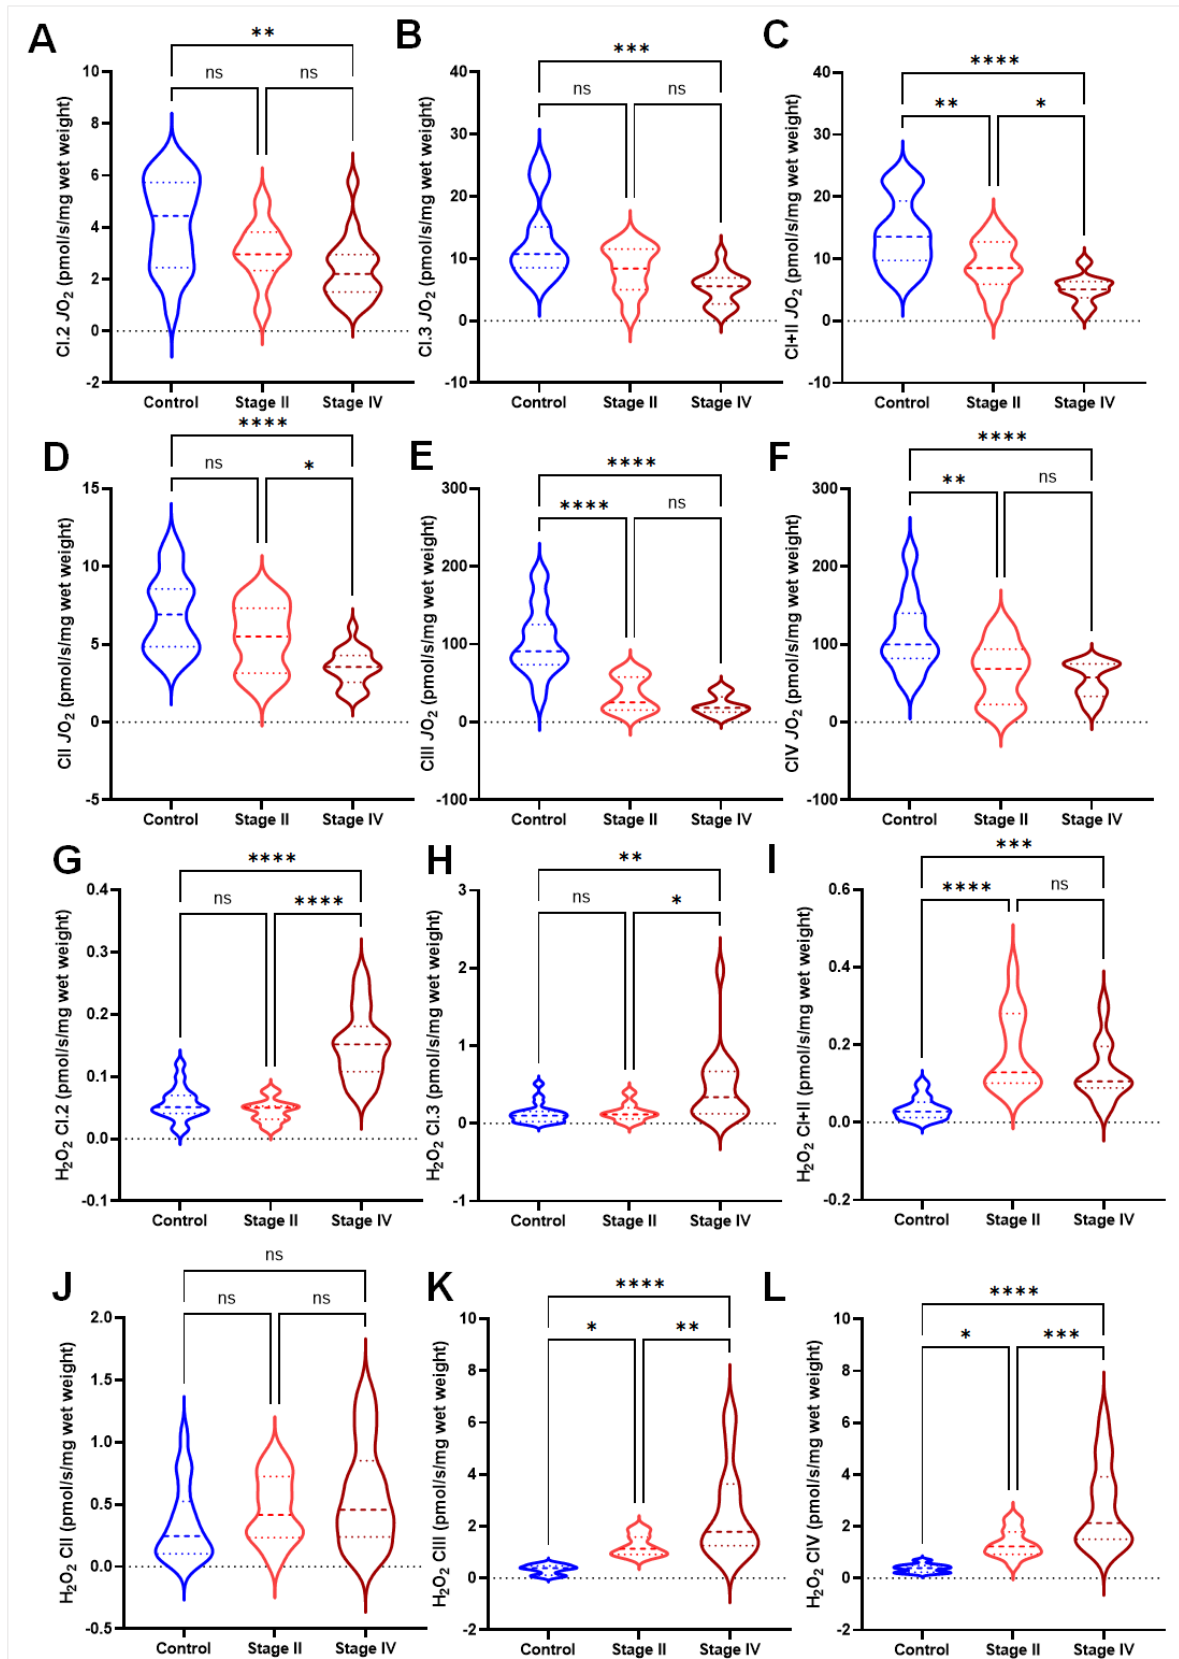 A
**
ns
ns
10
8
6
4
2
0
-2
CI.2 JO₂ (pmol/s/mg wet weight)
Control
Stage II
Stage IV
B
***
ns
ns
40
30
20
10
0
-10
CI.3 JO₂ (pmol/s/mg wet weight)
Control
Stage II
Stage IV
C
****
**
*
40
30
20
10
0
-10
CI+II JO₂ (pmol/s/mg wet weight)
Control
Stage II
Stage IV
D
****
ns
*
15
10
5
0
-5
CII JO₂ (pmol/s/mg wet weight)
Control
Stage II
Stage IV
E
****
****
ns
300
200
100
0
-100
CIII JO₂ (pmol/s/mg wet weight)
Control
Stage II
Stage IV
F
****
**
ns
300
200
100
0
-100
CIV JO₂ (pmol/s/mg wet weight)
Control
Stage II
Stage IV
G
****
ns
****
0.4
0.3
0.2
0.1
0.0
-0.1
H₂O₂ CI.2 (pmol/s/mg wet weight)
Control
Stage II
Stage IV
H
**
ns
*
3
2
1
0
-1
H₂O₂ CI.3 (pmol/s/mg wet weight)
Control
Stage II
Stage IV
I
***
****
ns
0.6
0.4
0.2
0.0
-0.2
H₂O₂ CI+II (pmol/s/mg wet weight)
Control
Stage II
Stage IV
J
ns
ns
ns
2.0
1.5
1.0
0.5
0.0
-0.5
H₂O₂ CII (pmol/s/mg wet weight)
Control
Stage II
Stage IV
K
****
*
**
10
8
6
4
2
0
-2
H₂O₂ CIII (pmol/s/mg wet weight)
Control
Stage II
Stage IV
L
****
*
***
10
8
6
4
2
0
-2
H₂O₂ CIV (pmol/s/mg wet weight)
Control
Stage II
Stage IV